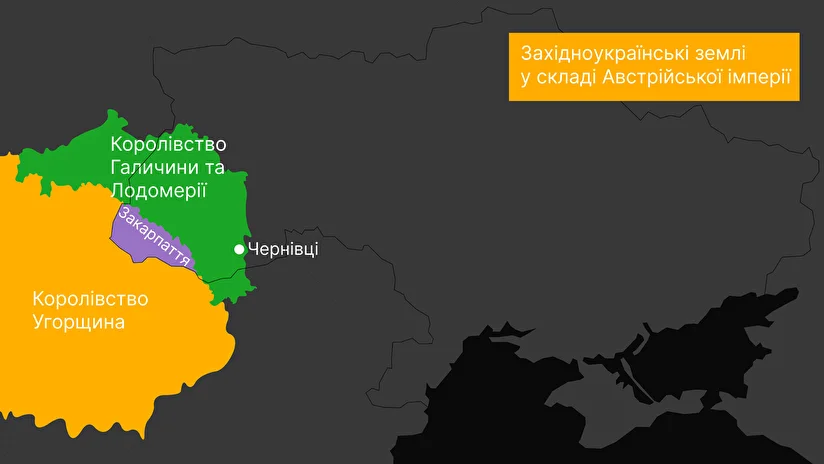 Західноукраїнські землі
у складі Австрійської імперії
Королівство
Галичини та
Лодомерії
Закарпаття
Чернівці
Королівство
Угорщина